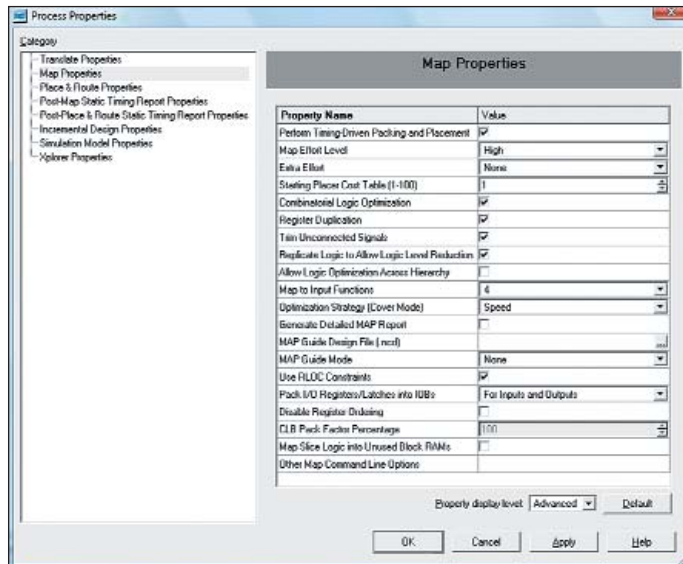 Process Properties
Category
Translate Properties
Map Properties
Place & Route Properties
Post-Map Static Timing Report Properties
Post-Place & Route Static Timing Report Properties
Incremental Design Properties
Simulation Model Properties
Xplorer Properties
Map Properties
Property Name Value
Perform Timing-Driven Packing and Placement
Map Effort Level High
Extra Effort None
Starting Placer Cost Table (1-100) 1
Combinatorial Logic Optimization
Register Duplication
Trim Unconnected Signals
Replicate Logic to Allow Logic Level Reduction
Allow Logic Optimization Across Hierarchy
Map to Input Functions 4
Optimization Strategy (Cover Mode) Speed
Generate Detailed MAP Report
MAP Guide Design File (.ncd) ...
MAP Guide Mode None
Use RLOC Constraints
Pack I/O Registers/Latches into IOBs For Inputs and Outputs
Disable Register Ordering
CLB Pack Factor Percentage 100
Map Slice Logic into Unused Block RAMs
Other Map Command Line Options
Property display level: Advanced Default
OK Cancel Apply Help